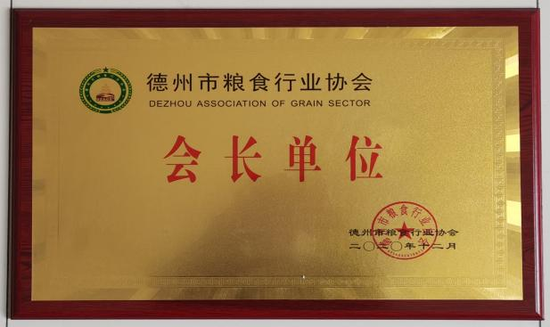 德州市粮食行业协会
DEZHOU ASSOCIATION OF GRAIN SECTOR
会长单位
德州市粮食行业协会
二〇二〇年十二月